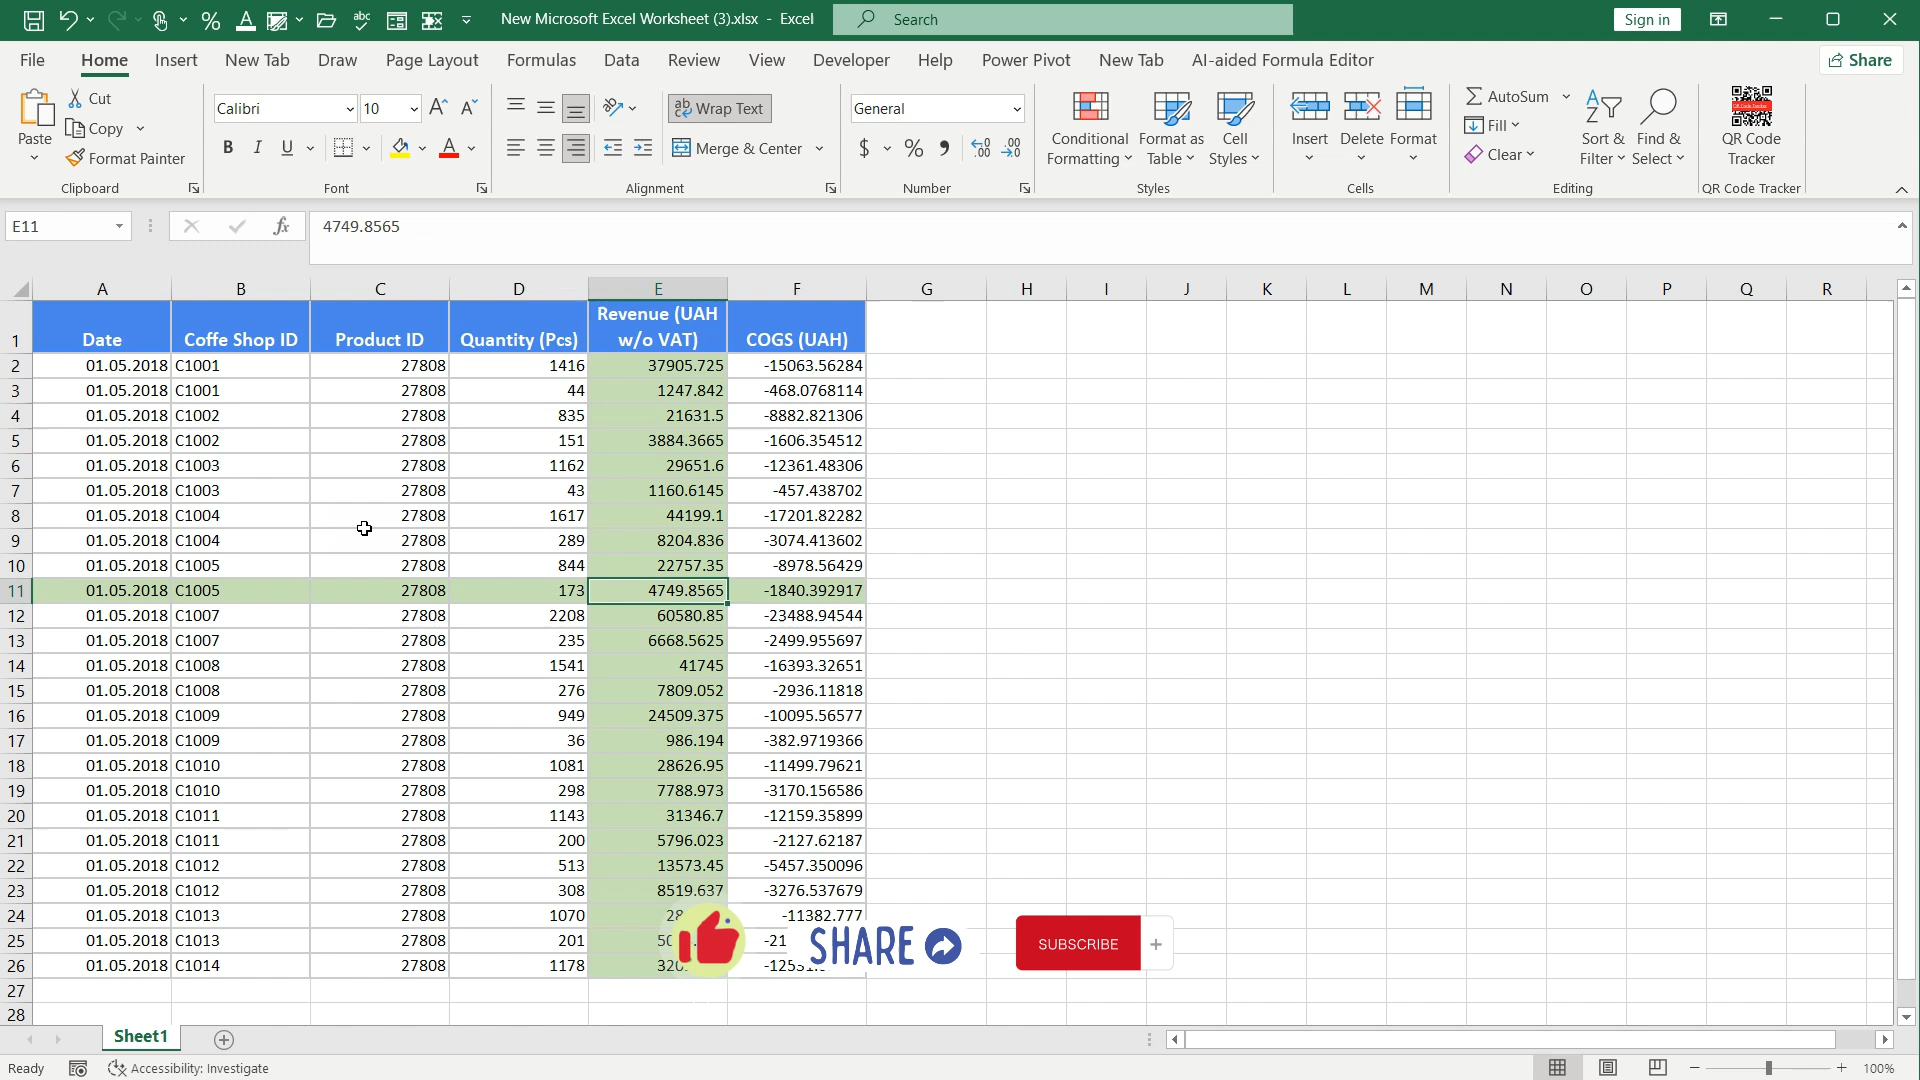 New Microsoft Excel Worksheet (3).xlsx - Excel
Search
Sign in
File Home Insert New Tab Draw Page Layout Formulas Data Review View Developer Help Power Pivot New Tab AI-aided Formula Editor Share
Paste
Cut
Copy
Format Painter
Clipboard
Calibri 10
B I U
Font
Wrap Text
Merge & Center
Alignment
General
$ % 
Number
Conditional Formatting
Format as Table
Cell Styles
Styles
Insert
Delete
Format
Cells
AutoSum
Fill
Clear
Sort & Filter
Find & Select
Editing
QR Code Tracker
QR Code Tracker
E11 fx 4749.8565
A B C D E F G H I J K L M N O P Q R
1 Date Coffe Shop ID Product ID Quantity (Pcs) Revenue (UAH w/o VAT) COGS (UAH)
2 01.05.2018 C1001 27808 1416 37905.725 -15063.56284
3 01.05.2018 C1001 27808 44 1247.842 -468.0768114
4 01.05.2018 C1002 27808 835 21631.5 -8882.821306
5 01.05.2018 C1002 27808 151 3884.3665 -1606.354512
6 01.05.2018 C1003 27808 1162 29651.6 -12361.48306
7 01.05.2018 C1003 27808 43 1160.6145 -457.438702
8 01.05.2018 C1004 27808 1617 44199.1 -17201.82282
9 01.05.2018 C1004 27808 289 8204.836 -3074.413602
10 01.05.2018 C1005 27808 844 22757.35 -8978.56429
11 01.05.2018 C1005 27808 173 4749.8565 -1840.392917
12 01.05.2018 C1007 27808 2208 60580.85 -23488.94544
13 01.05.2018 C1007 27808 235 6668.5625 -2499.955697
14 01.05.2018 C1008 27808 1541 41745 -16393.32651
15 01.05.2018 C1008 27808 276 7809.052 -2936.11818
16 01.05.2018 C1009 27808 949 24509.375 -10095.56577
17 01.05.2018 C1009 27808 36 986.194 -382.9719366
18 01.05.2018 C1010 27808 1081 28626.95 -11499.79621
19 01.05.2018 C1010 27808 298 7788.973 -3170.156586
20 01.05.2018 C1011 27808 1143 31346.7 -12159.35899
21 01.05.2018 C1011 27808 200 5796.023 -2127.62187
22 01.05.2018 C1012 27808 513 13573.45 -5457.350096
23 01.05.2018 C1012 27808 308 8519.637 -3276.537679
24 01.05.2018 C1013 27808 1070 -11382.777
25 01.05.2018 C1013 27808 201
26 01.05.2018 C1014 27808 1178
27
28
SHARE
SUBSCRIBE +
Sheet1
Ready Accessibility: Investigate 100%